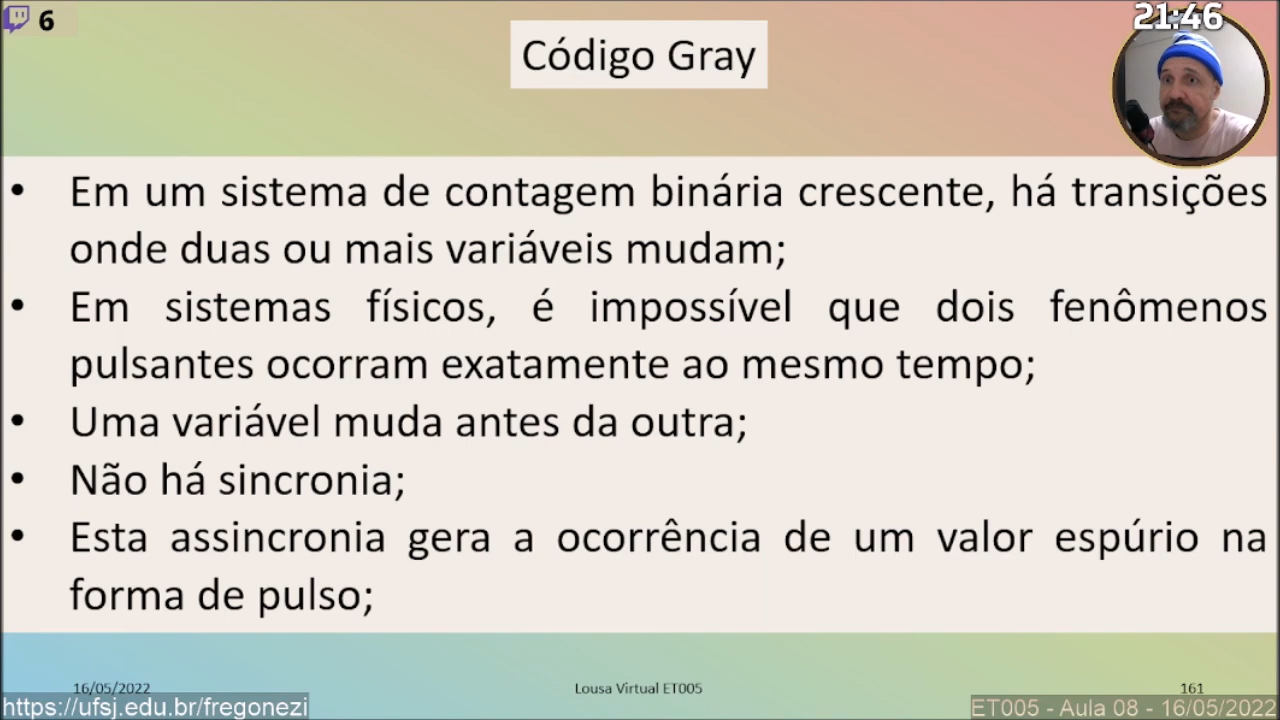 6
21:46
Código Gray
• Em um sistema de contagem binária crescente, há transições
onde duas ou mais variáveis mudam;
• Em sistemas físicos, é impossível que dois fenômenos
pulsantes ocorram exatamente ao mesmo tempo;
• Uma variável muda antes da outra;
• Não há sincronia;
• Esta assincronia gera a ocorrência de um valor espúrio na
forma de pulso;
16/05/2022
Lousa Virtual ET005
161
https://ufsj.edu.br/fregonezi
ET005 - Aula 08 - 16/05/2022